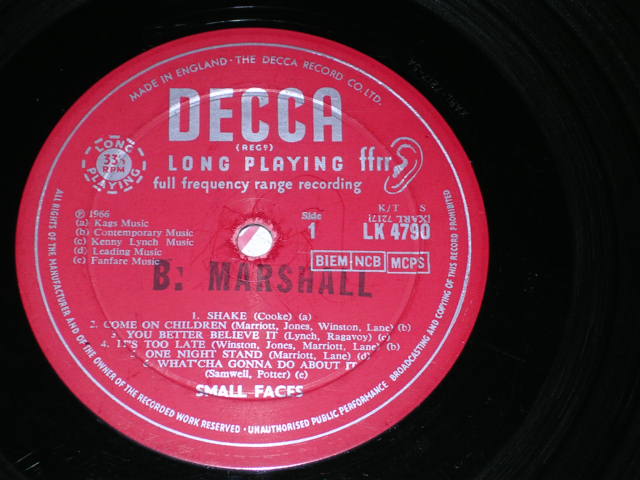 MADE IN ENGLAND · THE DECCA RECORD CO. LTD.
DECCA
(REGD)
LONG PLAYING
33⅓
RPM
LONG PLAYING ffrr
full frequency range recording
S T/K
(XARL 7217)
℗ 1966
(a) Kags Music
(b) Contemporary Music
(c) Kenny Lynch Music
(d) Leading Music
(e) Fanfare Music
Side
1
LK 4790
BIEM NCB MCPS
B: MARSHALL
1. SHAKE (Cooke) (a)
2. COME ON CHILDREN (Marriott, Jones, Winston, Lane) (b)
3. YOU BETTER BELIEVE IT (Lynch, Ragavoy) (c)
4. IT'S TOO LATE (Winston, Jones, Marriott, Lane) (b)
5. ONE NIGHT STAND (Marriott, Lane) (d)
6. WHAT'CHA GONNA DO ABOUT IT
(Samwell, Potter) (e)
SMALL FACES
ALL RIGHTS OF THE MANUFACTURER AND OF THE OWNER OF THE RECORDED WORK RESERVED · UNAUTHORISED PUBLIC PERFORMANCE BROADCASTING AND COPYING OF THIS RECORD PROHIBITED